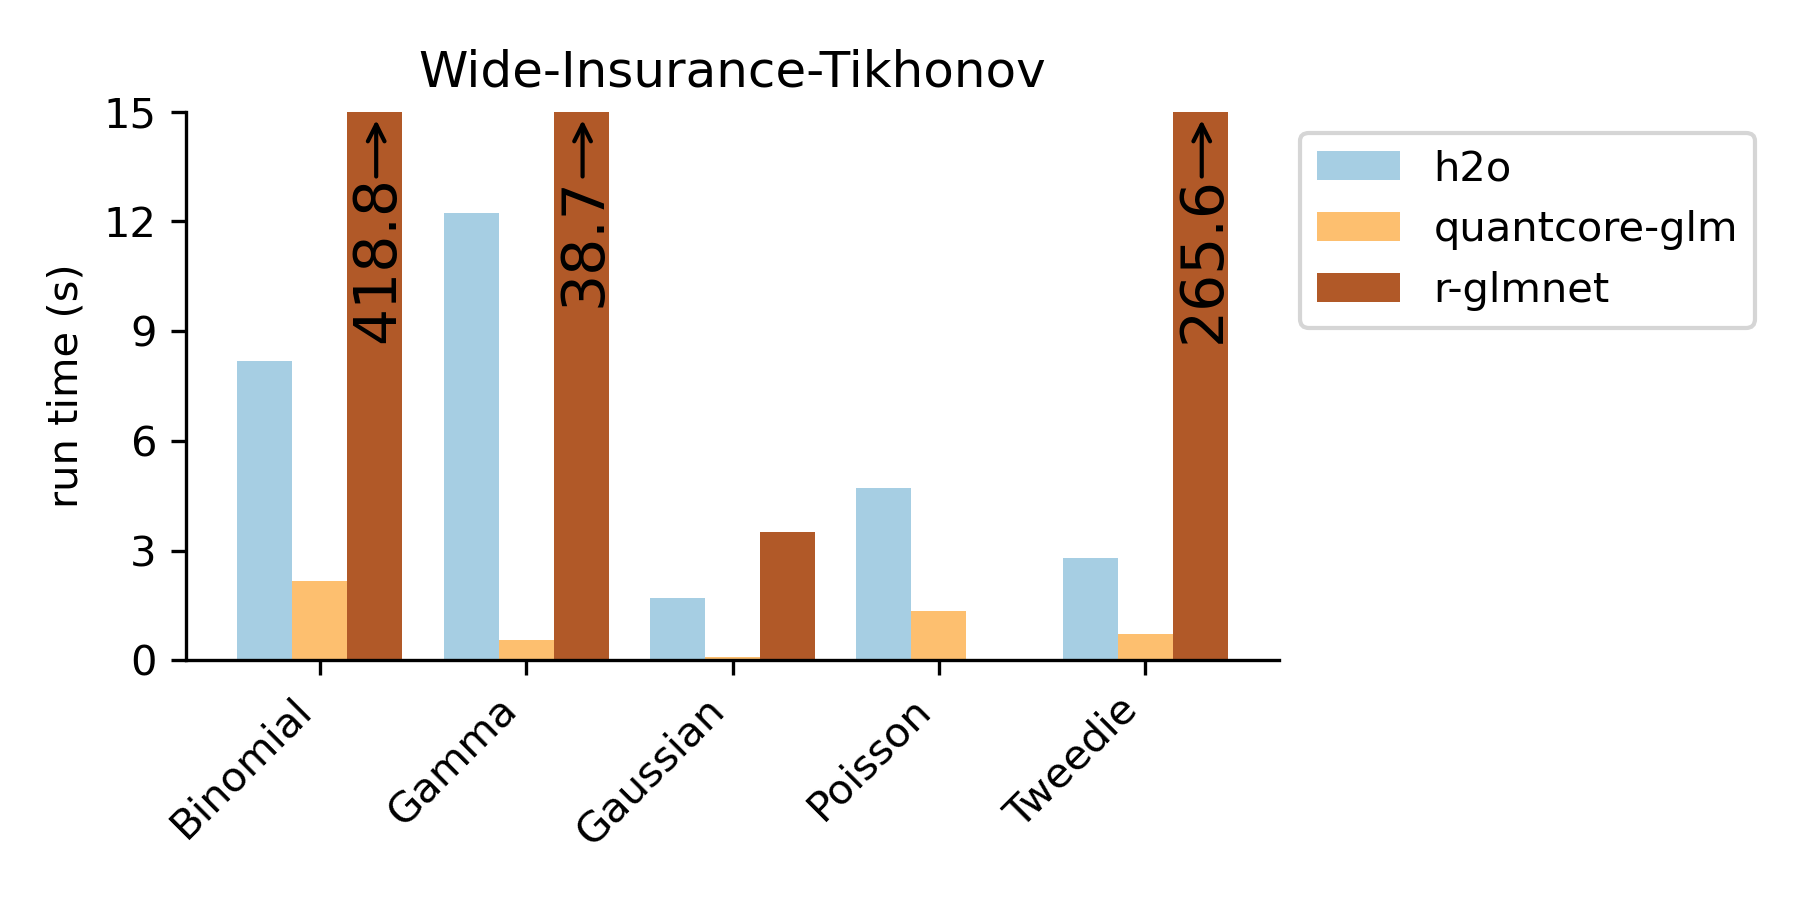 Wide-Insurance-Tikhonov
run time (s)
15
12
9
6
3
0
418.8→
38.7→
265.6→
Binomial
Gamma
Gaussian
Poisson
Tweedie
h2o
quantcore-glm
r-glmnet